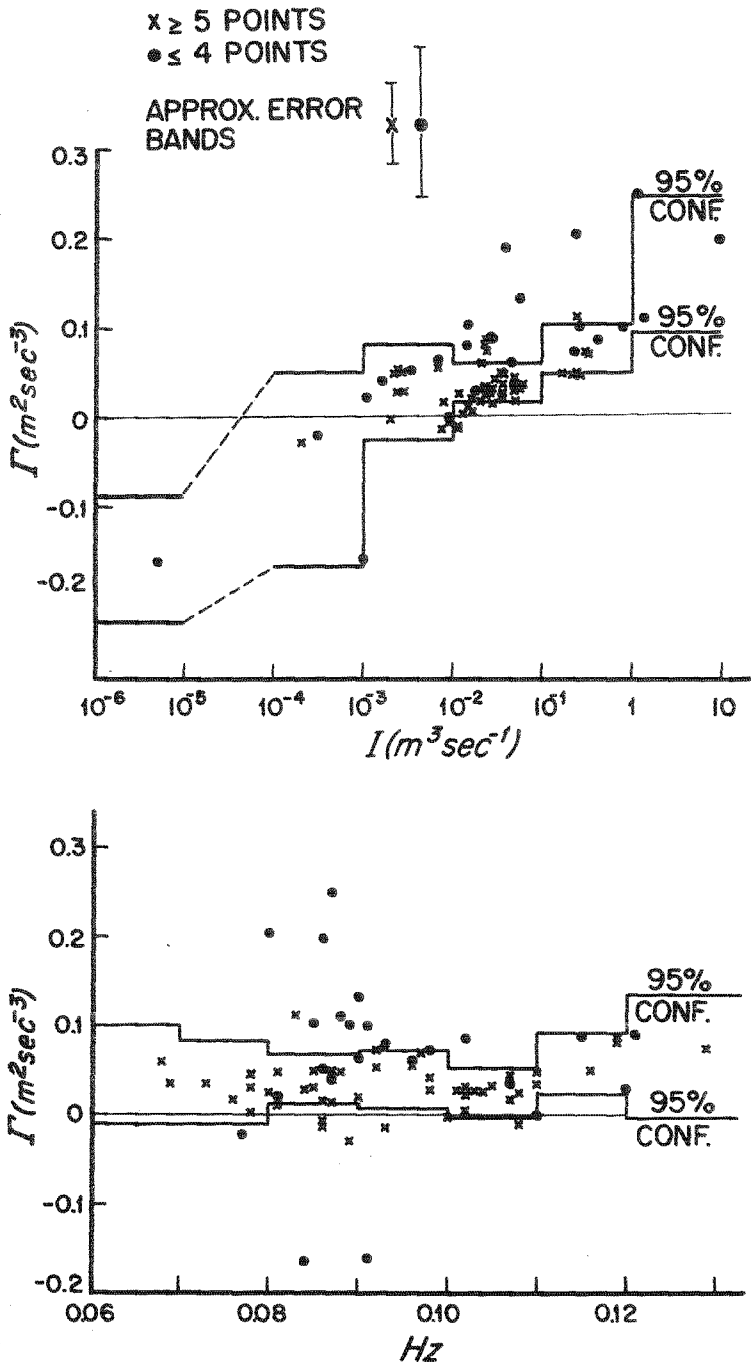 x ≥ 5 POINTS
● ≤ 4 POINTS
APPROX. ERROR
BANDS
0.3
0.2
0.1
0
-0.1
-0.2
Γ (m²sec⁻³)
95%
CONF.
95%
CONF.
10⁻⁶ 10⁻⁵ 10⁻⁴ 10⁻³ 10⁻² 10¹ 1 10
I (m³sec⁻¹)
0.3
0.2
0.1
0
-0.1
-0.2
Γ (m²sec⁻³)
95%
CONF.
95%
CONF.
0.06 0.08 0.10 0.12
Hz